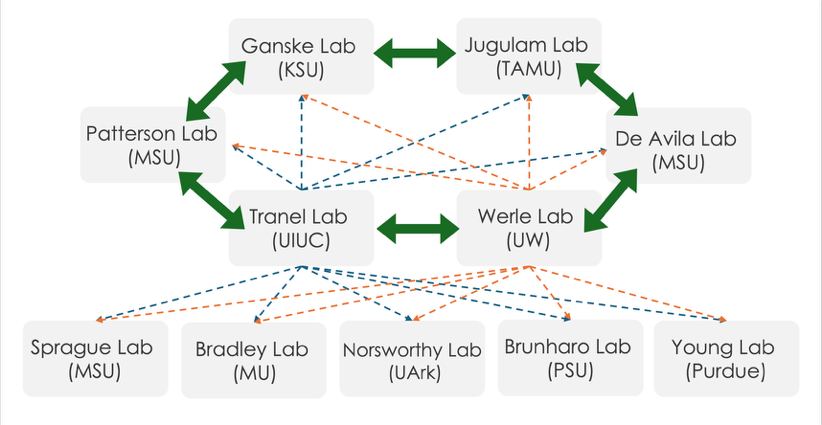 Ganske Lab
(KSU)
Jugulam Lab
(TAMU)
Patterson Lab
(MSU)
De Avila Lab
(MSU)
Tranel Lab
(UIUC)
Werle Lab
(UW)
Sprague Lab
(MSU)
Bradley Lab
(MU)
Norsworthy Lab
(UArk)
Brunharo Lab
(PSU)
Young Lab
(Purdue)